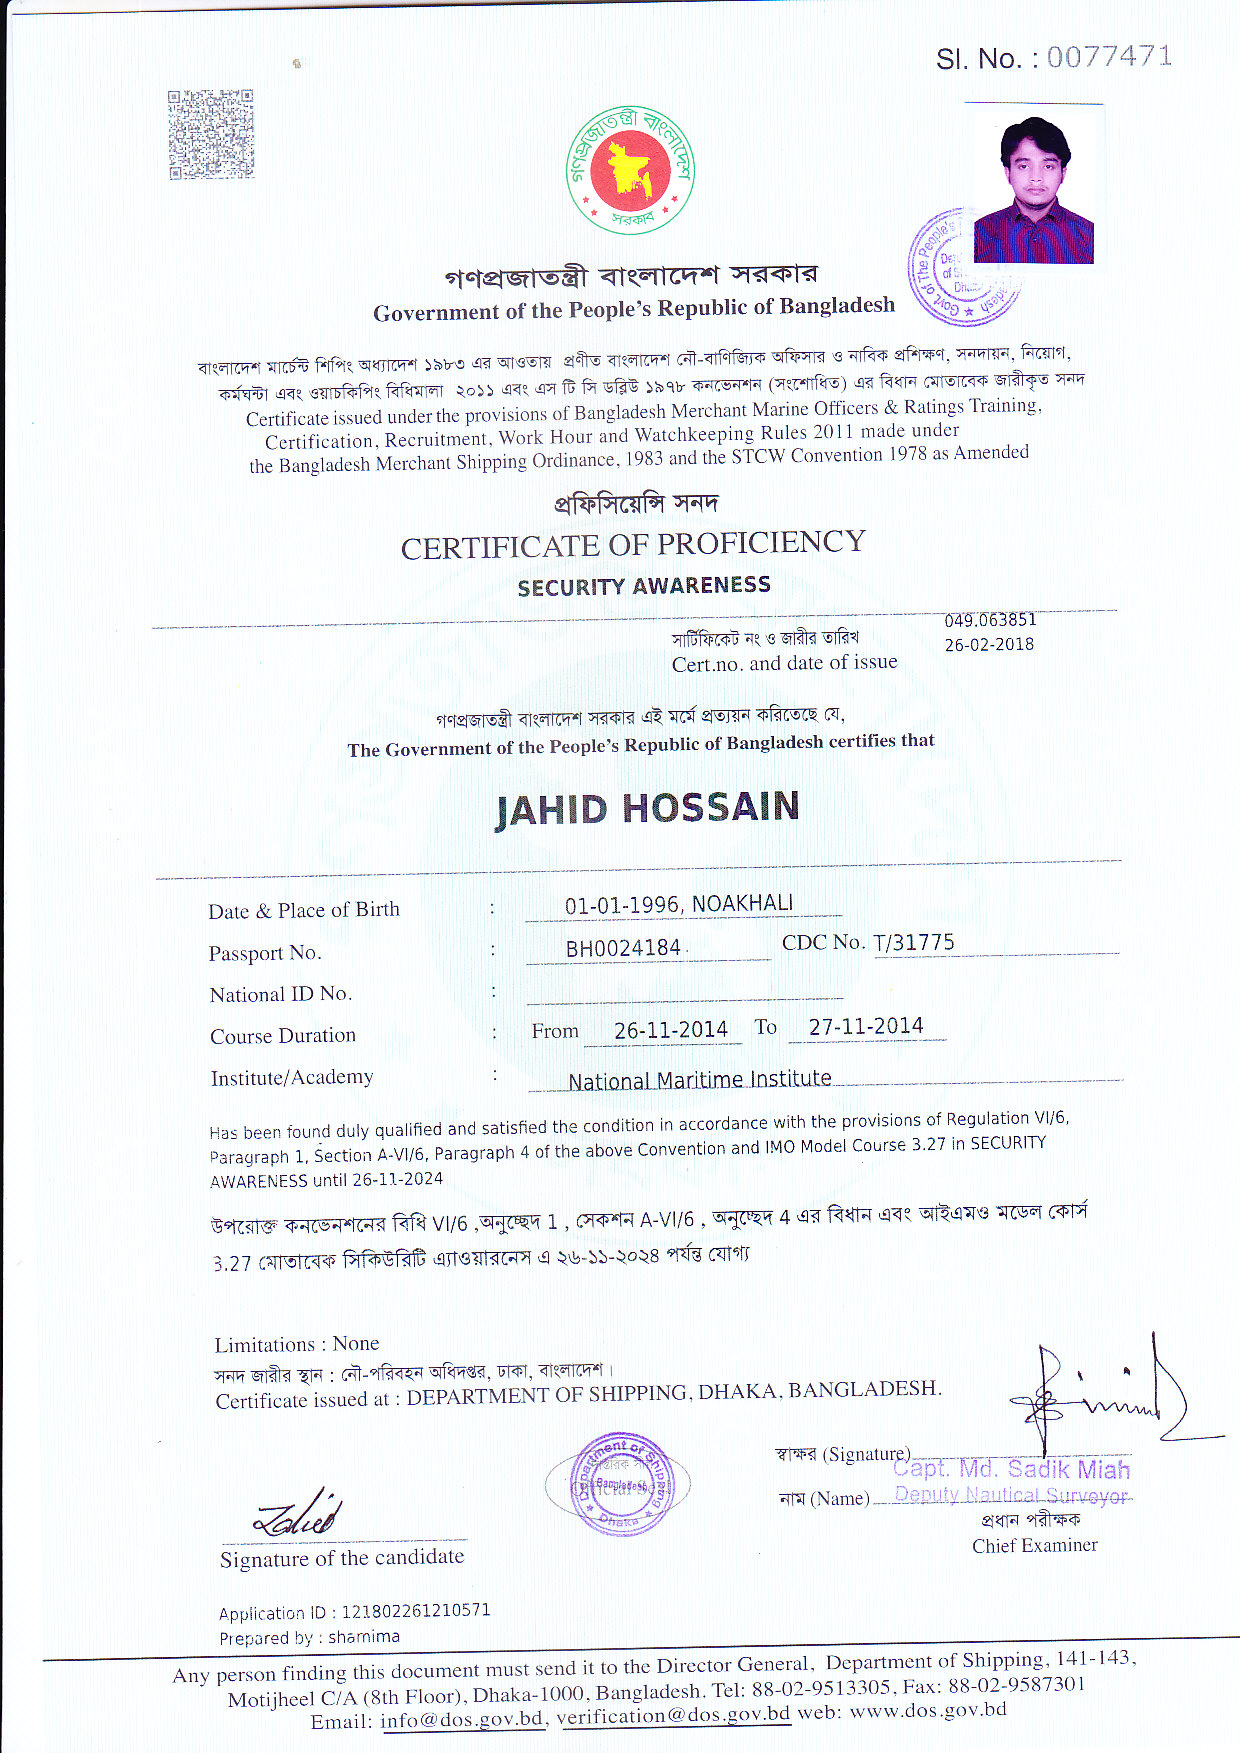 Sl. No. : 0077471
গণপ্রজাতন্ত্রী বাংলাদেশ
সরকার
গণপ্রজাতন্ত্রী বাংলাদেশ সরকার
Government of the People's Republic of Bangladesh
Govt. of The People's
বাংলাদেশ মার্চেন্ট শিপিং অধ্যাদেশ ১৯৮৩ এর আওতায় প্রণীত বাংলাদেশ নৌ-বাণিজ্যিক অফিসার ও নাবিক প্রশিক্ষণ, সনদায়ন, নিয়োগ,
কর্মঘন্টা এবং ওয়াচকিপিং বিধিমালা ২০১১ এবং এস টি সি ডব্লিউ ১৯৭৮ কনভেনশন (সংশোধিত) এর বিধান মোতাবেক জারীকৃত সনদ
Certificate issued under the provisions of Bangladesh Merchant Marine Officers & Ratings Training,
Certification, Recruitment, Work Hour and Watchkeeping Rules 2011 made under
the Bangladesh Merchant Shipping Ordinance, 1983 and the STCW Convention 1978 as Amended
প্রফিসিয়েন্সি সনদ
CERTIFICATE OF PROFICIENCY
SECURITY AWARENESS
049.063851
সার্টিফিকেট নং ও জারীর তারিখ
26-02-2018
Cert.no. and date of issue
গণপ্রজাতন্ত্রী বাংলাদেশ সরকার এই মর্মে প্রত্যয়ন করিতেছে যে,
The Government of the People's Republic of Bangladesh certifies that
JAHID HOSSAIN
Date & Place of Birth : 01-01-1996, NOAKHALI
Passport No. : BH0024184 CDC No. T/31775
National ID No. :
Course Duration : From 26-11-2014 To 27-11-2014
Institute/Academy : National Maritime Institute
Has been found duly qualified and satisfied the condition in accordance with the provisions of Regulation VI/6,
Paragraph 1, Section A-VI/6, Paragraph 4 of the above Convention and IMO Model Course 3.27 in SECURITY
AWARENESS until 26-11-2024
উপরোক্ত কনভেনশনের বিধি VI/6 ,অনুচ্ছেদ 1 , সেকশন A-VI/6 , অনুচ্ছেদ 4 এর বিধান এবং আইএমও মডেল কোর্স
3.27 মোতাবেক সিকিউরিটি এ্যাওয়ারনেস এ ২৬-১১-২০২৪ পর্যন্ত যোগ্য
Limitations : None
সনদ জারীর স্থান : নৌ-পরিবহন অধিদপ্তর, ঢাকা, বাংলাদেশ।
Certificate issued at : DEPARTMENT OF SHIPPING, DHAKA, BANGLADESH.
স্বাক্ষর (Signature)
Capt. Md. Sadik Miah
নাম (Name) Deputy Nautical Surveyor
প্রধান পরীক্ষক
Chief Examiner
Department of Shipping
Bangladesh
Dhaka
Signature of the candidate
Application ID : 121802261210571
Prepared by : shamima
Any person finding this document must send it to the Director General, Department of Shipping, 141-143,
Motijheel C/A (8th Floor), Dhaka-1000, Bangladesh. Tel: 88-02-9513305, Fax: 88-02-9587301
Email: info@dos.gov.bd, verification@dos.gov.bd web: www.dos.gov.bd